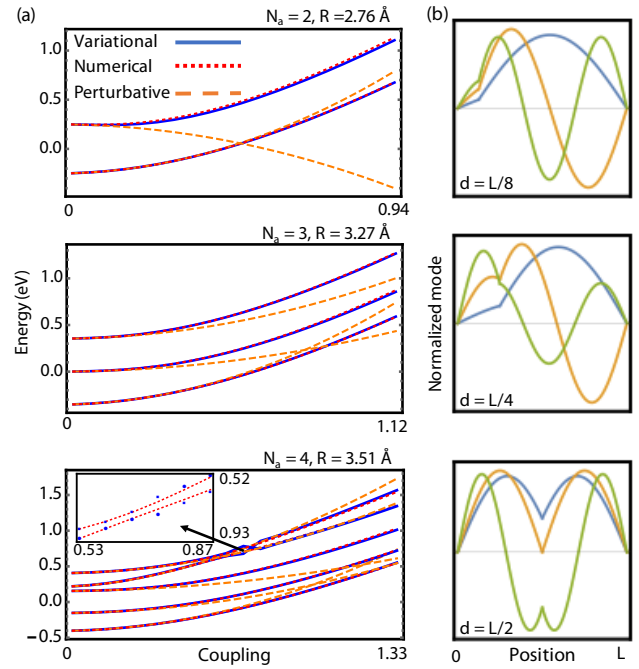 (a)
N_a = 2, R=2.76 Å
Variational
Numerical
Perturbative
1.0
0.5
0.0
0
0.94
N_a = 3, R=3.27 Å
1.0
0.5
0.0
0
1.12
Energy (eV)
N_a = 4, R=3.51 Å
1.5
1.0
0.5
0.0
−0.5
0.52
0.93
0.53
0.87
0
Coupling
1.33
(b)
d = L/8
d = L/4
d = L/2
Normalized mode
0
Position
L